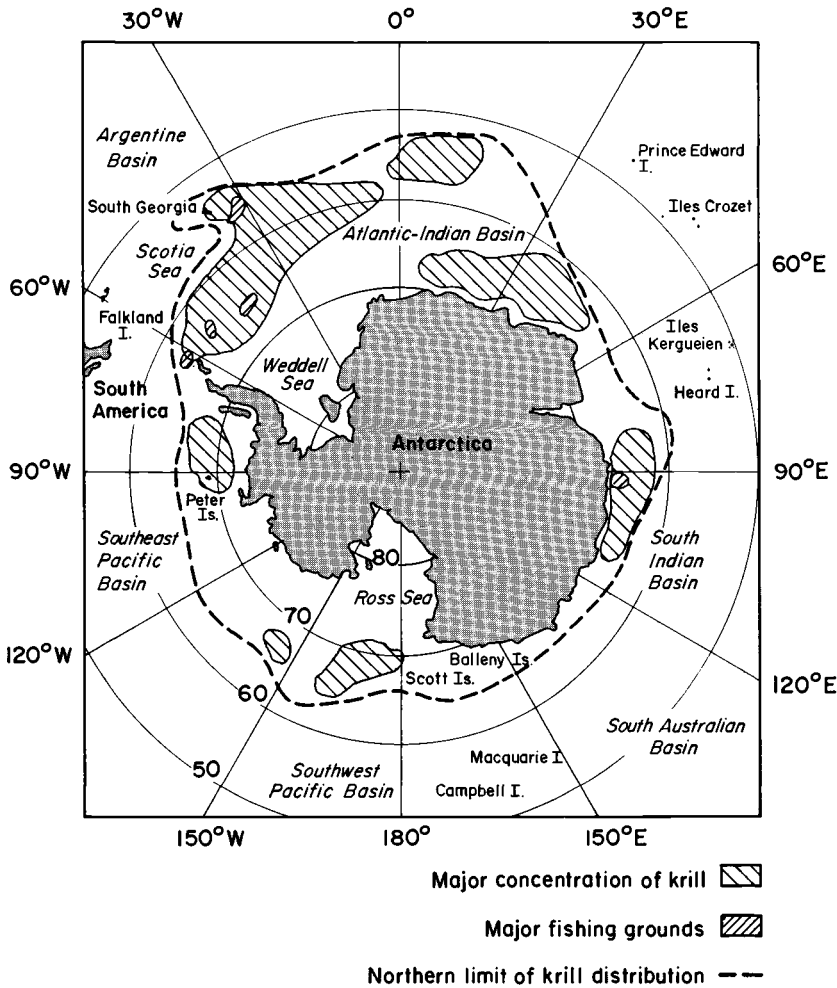 30°W 0° 30°E
Argentine
Basin
Prince Edward
I.
South Georgia
Iles Crozet
Scotia
Sea
Atlantic-Indian Basin
60°W
60°E
Falkland
I.
Iles
Kergueien
Weddell
Sea
Heard I.
South
America
Antarctica
90°W
90°E
Peter
Is.
Southeast
Pacific
Basin
South
Indian
Basin
80
Ross Sea
70
120°W
Balleny Is.
Scott Is.
120°E
60
South Australian
Basin
50
Macquarie I
Southwest
Pacific Basin
Campbell I.
150°W 180° 150°E
Major concentration of krill
Major fishing grounds
Northern limit of krill distribution